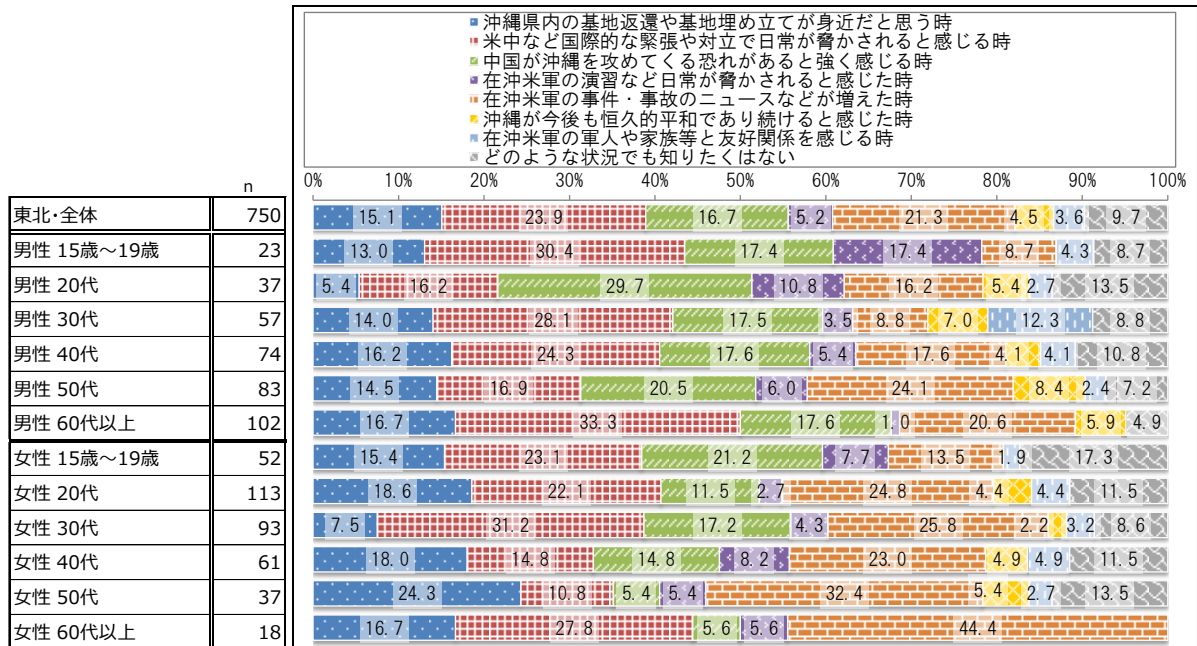 沖縄県内の基地返還や基地埋め立てが身近だと思う時
米中など国際的な緊張や対立で日常が脅かされると感じる時
中国が沖縄を攻めてくる恐れがあると強く感じる時
在沖米軍の演習など日常が脅かされると感じた時
在沖米軍の事件・事故のニュースなどが増えた時
沖縄が今後も恒久的平和であり続けると感じた時
在沖米軍の軍人や家族等と友好関係を感じる時
どのような状況でも知りたくはない
n 0% 10% 20% 30% 40% 50% 60% 70% 80% 90% 100%
東北・全体 750 15.1 23.9 16.7 5.2 21.3 4.5 3.6 9.7
男性 15歳～19歳 23 13.0 30.4 17.4 17.4 8.7 4.3 8.7
男性 20代 37 5.4 16.2 29.7 10.8 16.2 5.4 2.7 13.5
男性 30代 57 14.0 28.1 17.5 3.5 8.8 7.0 12.3 8.8
男性 40代 74 16.2 24.3 17.6 5.4 17.6 4.1 4.1 10.8
男性 50代 83 14.5 16.9 20.5 6.0 24.1 8.4 2.4 7.2
男性 60代以上 102 16.7 33.3 17.6 1.0 20.6 5.9 4.9
女性 15歳～19歳 52 15.4 23.1 21.2 7.7 13.5 1.9 17.3
女性 20代 113 18.6 22.1 11.5 2.7 24.8 4.4 4.4 11.5
女性 30代 93 7.5 31.2 17.2 4.3 25.8 2.2 3.2 8.6
女性 40代 61 18.0 14.8 14.8 8.2 23.0 4.9 4.9 11.5
女性 50代 37 24.3 10.8 5.4 5.4 32.4 5.4 2.7 13.5
女性 60代以上 18 16.7 27.8 5.6 5.6 44.4